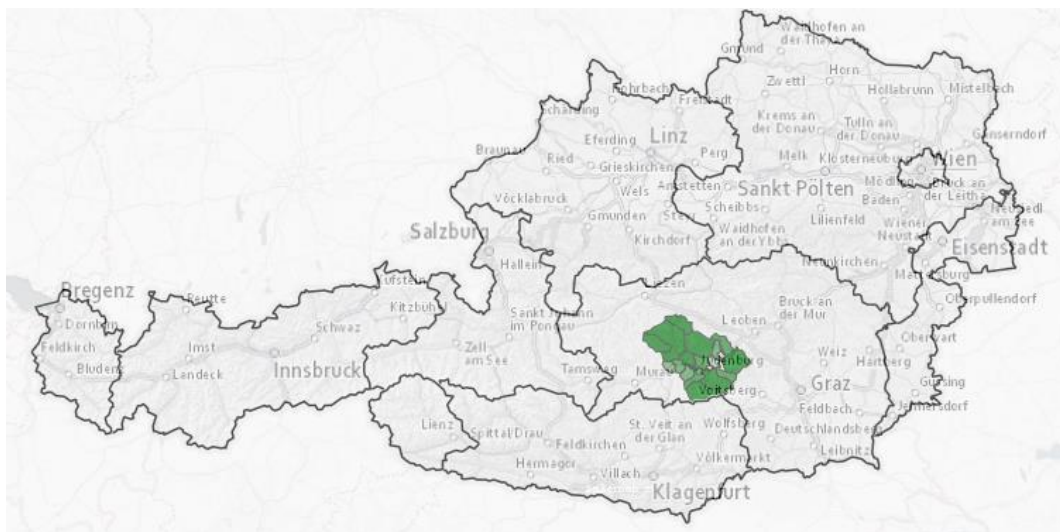 Waidhofen an
der Thaya
Gmünd
Zwettl
Horn
Hollabrunn
Mistelbach
Rohrbach
Freistadt
Schärding
Krems an
der Donau
Tulln an
der Donau
Gänserndorf
Eferding
Linz
Braunau
Ried
Grieskirchen
Perg
Melk
Klosterneuburg
Wien
Wels
Amstetten
Sankt Pölten
Mödling
Bruck an
der Leitha
Vöcklabruck
Steyr
Scheibbs
Baden
Gmunden
Lilienfeld
Wiener
Neustadt
Neusiedl
am See
Salzburg
Kirchdorf
Waidhofen
an der Ybbs
Eisenstadt
Hallein
Neunkirchen
Mattersburg
Kufstein
Liezen
Oberpullendorf
Bregenz
Reutte
Kitzbühel
Bruck an
der Mur
Dornbirn
Schwaz
Sankt Johann
im Pongau
Leoben
Feldkirch
Imst
Zell
am See
Judenburg
Weiz
Oberwart
Hartberg
Bludenz
Landeck
Innsbruck
Tamsweg
Murau
Voitsberg
Graz
Güssing
Feldbach
Jennersdorf
Lienz
Spittal/Drau
St. Veit an
der Glan
Wolfsberg
Deutschlandsberg
Feldkirchen
Leibnitz
Hermagor
Villach
Völkermarkt
Klagenfurt